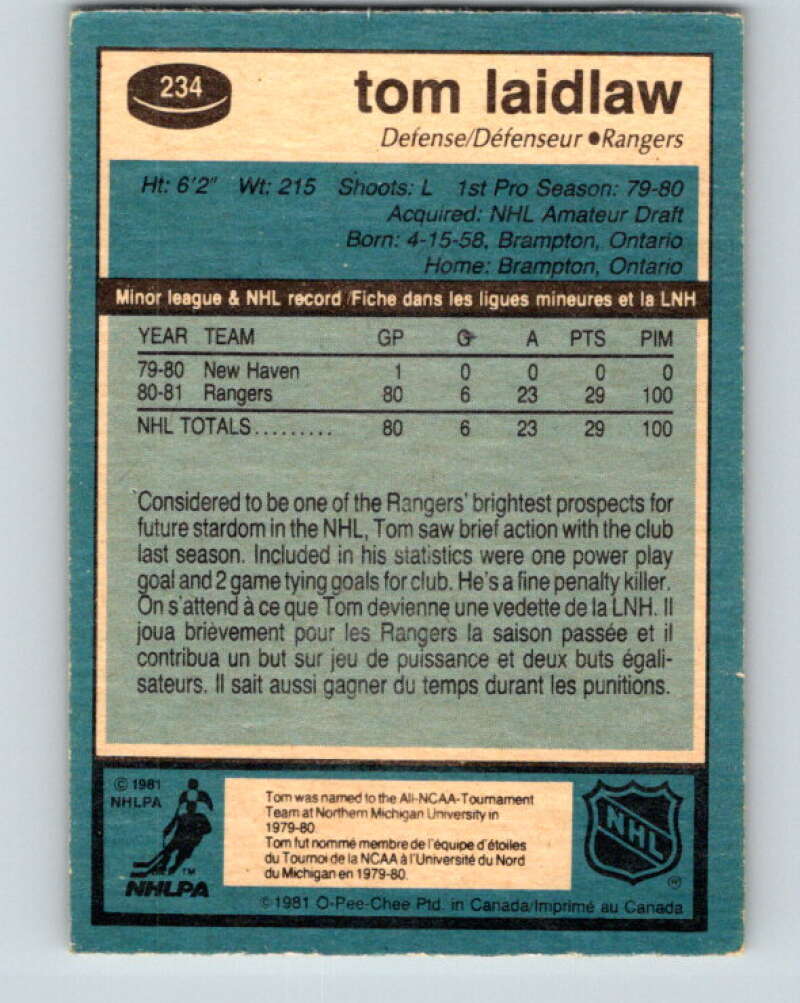 234
tom laidlaw
Defense/Défenseur ●Rangers
Ht: 6'2" Wt: 215 Shoots: L 1st Pro Season: 79-80
Acquired: NHL Amateur Draft
Born: 4-15-58, Brampton, Ontario
Home: Brampton, Ontario
Minor league & NHL record/Fiche dans les ligues mineures et la LNH
YEAR TEAM GP G A PTS PIM
79-80 New Haven 1 0 0 0 0
80-81 Rangers 80 6 23 29 100
NHL TOTALS......... 80 6 23 29 100
Considered to be one of the Rangers' brightest prospects for
future stardom in the NHL, Tom saw brief action with the club
last season. Included in his statistics were one power play
goal and 2 game tying goals for club. He's a fine penalty killer.
On s'attend à ce que Tom devienne une vedette de la LNH. Il
joua brièvement pour les Rangers la saison passée et il
contribua un but sur jeu de puissance et deux buts égali-
sateurs. Il sait aussi gagner du temps durant les punitions.
© 1981
NHLPA
TM
NHLPA
Tom was named to the All-NCAA-Tournament
Team at Northern Michigan University in
1979-80.
Tom fut nommé membre de l'équipe d'étoiles
du Tournoi de la NCAA à l'Université du Nord
du Michigan en 1979-80.
NHL
®
©1981 O-Pee-Chee Ptd. in Canada/Imprimé au Canada